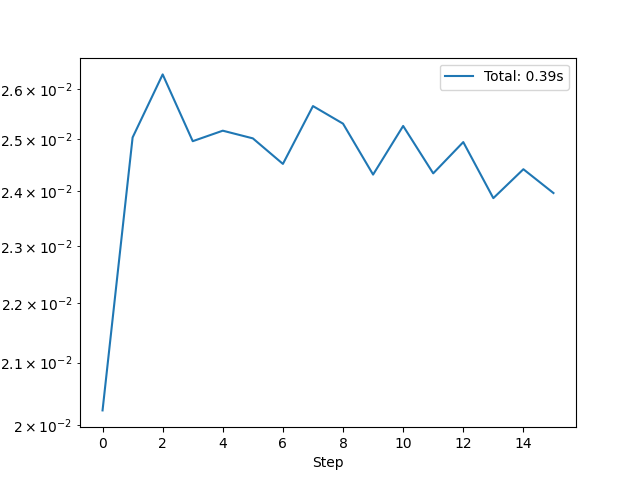 Total: 0.39s
2.6 × 10⁻²
2.5 × 10⁻²
2.4 × 10⁻²
2.3 × 10⁻²
2.2 × 10⁻²
2.1 × 10⁻²
2 × 10⁻²
0 2 4 6 8 10 12 14
Step